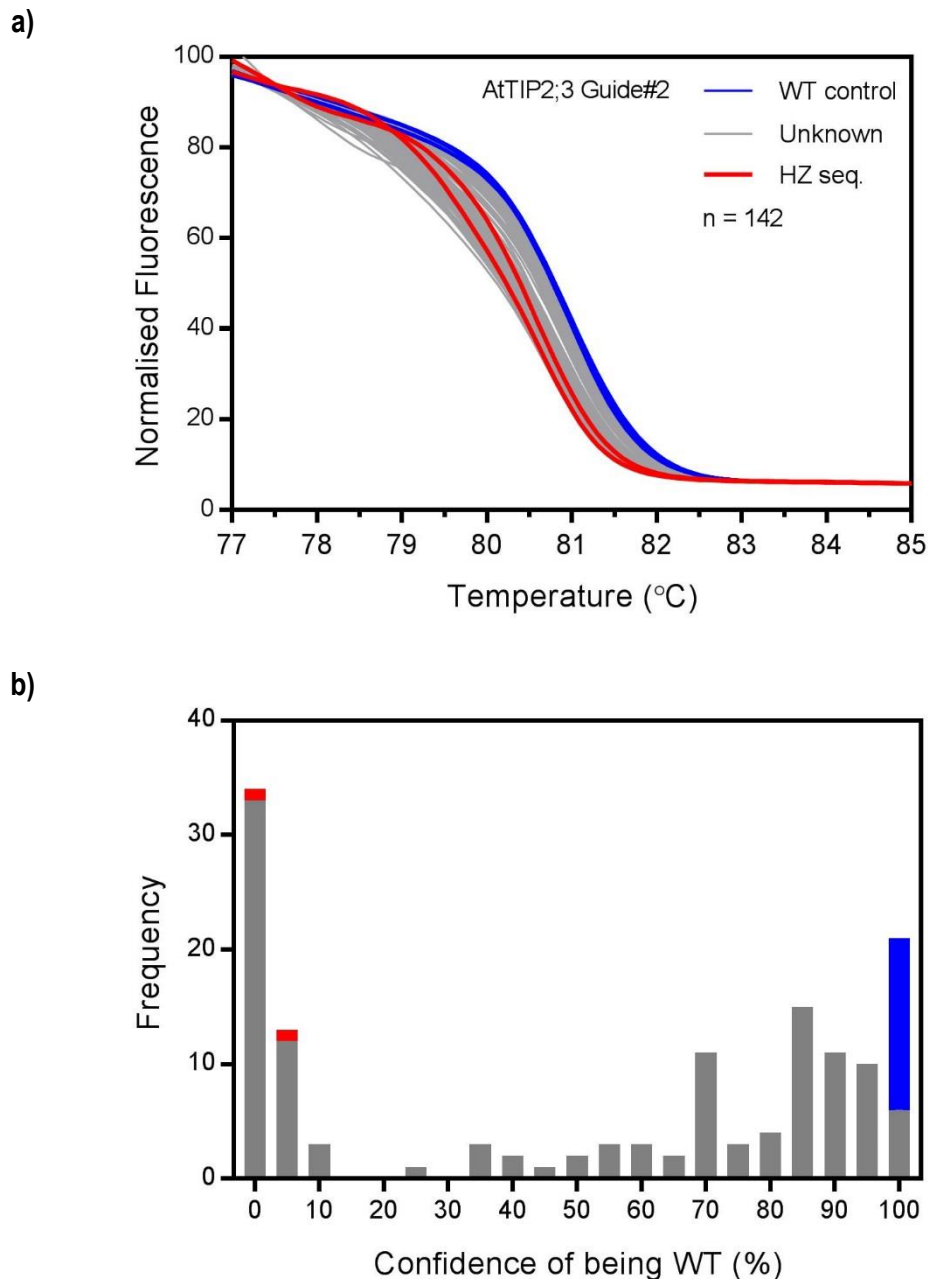 a)
100
80
60
40
20
0
Normalised Fluorescence
AtTIP2;3 Guide#2
WT control
Unknown
HZ seq.
n = 142
77 78 79 80 81 82 83 84 85
Temperature (°C)
b)
40
30
20
10
0
Frequency
0 10 20 30 40 50 60 70 80 90 100
Confidence of being WT (%)